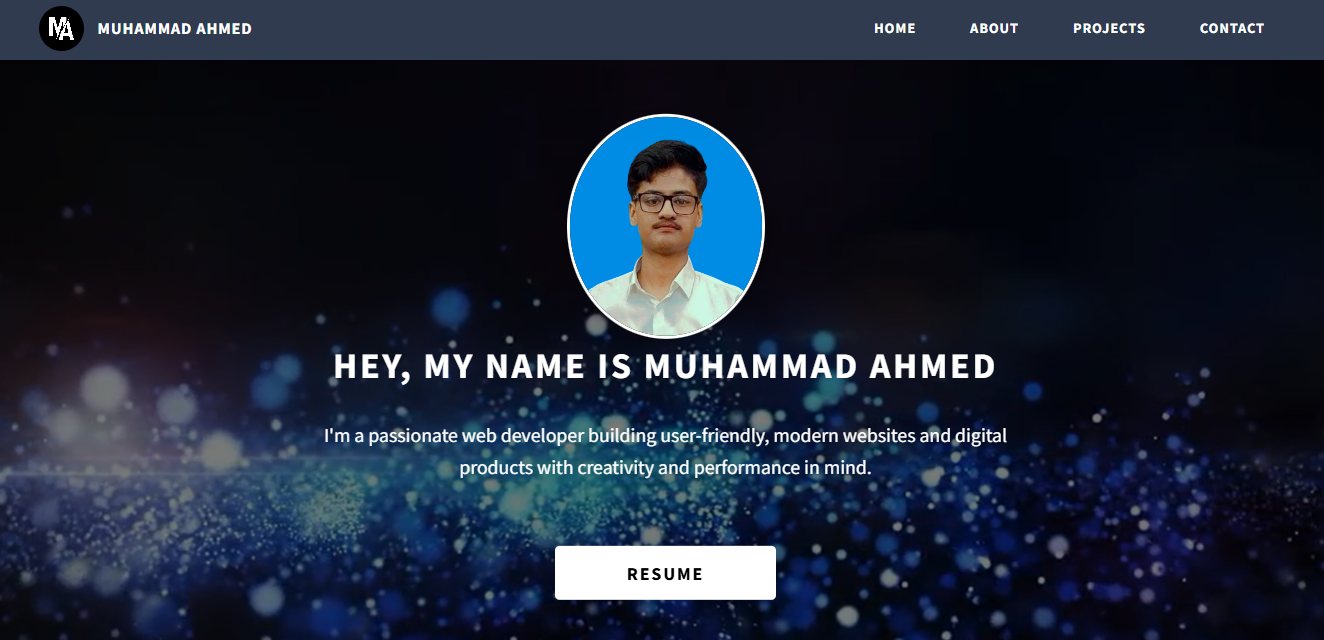 MA
MUHAMMAD AHMED
HOME ABOUT PROJECTS CONTACT
HEY, MY NAME IS MUHAMMAD AHMED
I'm a passionate web developer building user-friendly, modern websites and digital
products with creativity and performance in mind.
RESUME